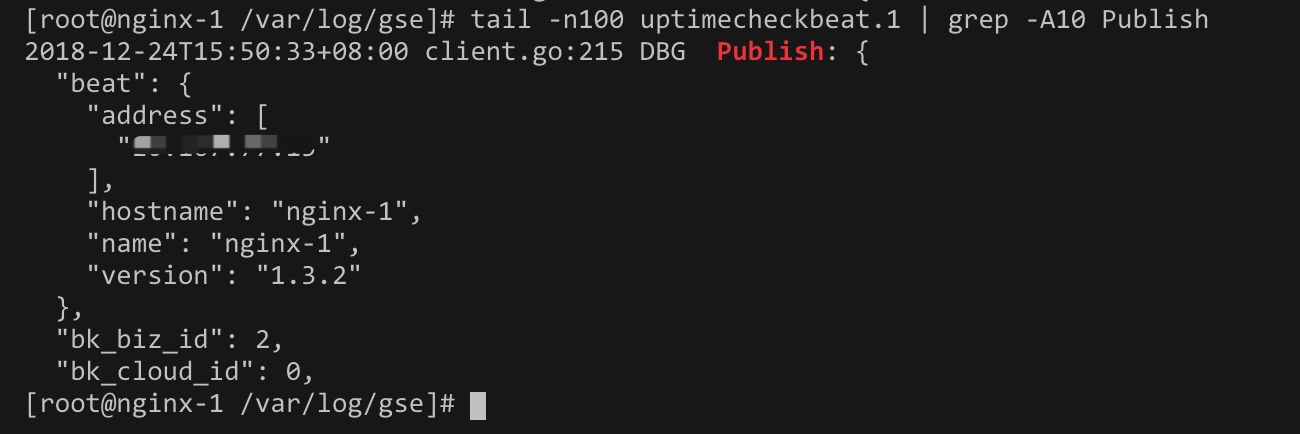 [root@nginx-1 /var/log/gse]# tail -n100 uptimecheckbeat.1 | grep -A10 Publish
2018-12-24T15:50:33+08:00 client.go:215 DBG  Publish: {
  "beat": {
    "address": [
      "
    ],
    "hostname": "nginx-1",
    "name": "nginx-1",
    "version": "1.3.2"
  },
  "bk_biz_id": 2,
  "bk_cloud_id": 0,
[root@nginx-1 /var/log/gse]#